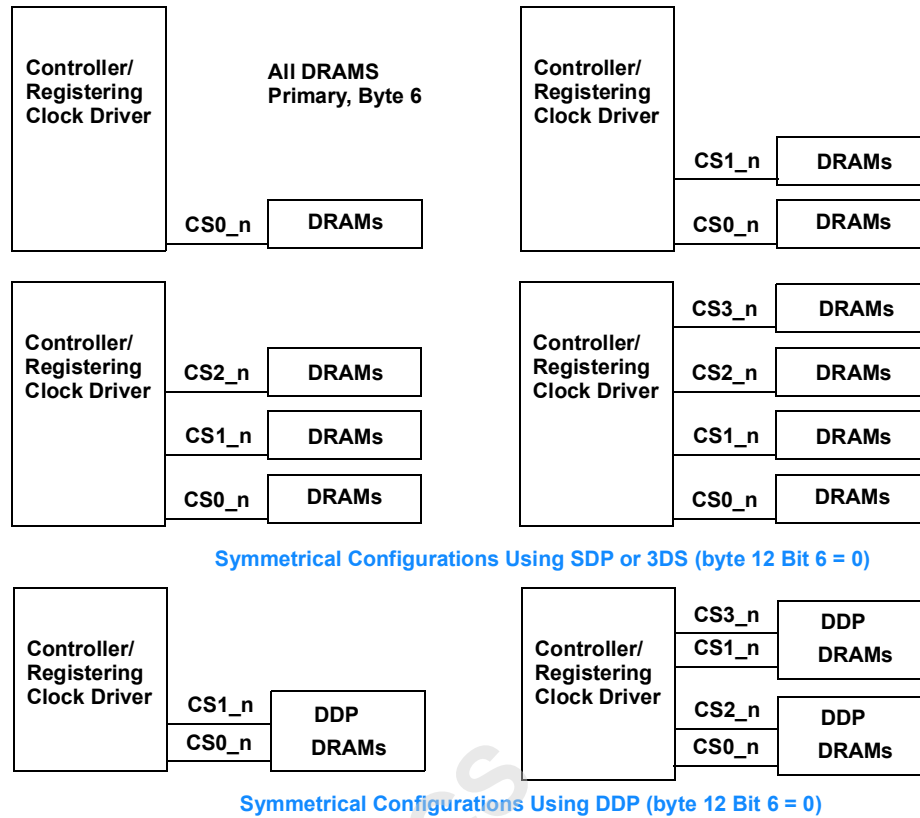 Controller/
Registering
Clock Driver
All DRAMS
Primary, Byte 6
CS0_n
DRAMs
Controller/
Registering
Clock Driver
CS1_n
DRAMs
CS0_n
DRAMs
Controller/
Registering
Clock Driver
CS2_n
DRAMs
CS1_n
DRAMs
CS0_n
DRAMs
Controller/
Registering
Clock Driver
CS3_n
DRAMs
CS2_n
DRAMs
CS1_n
DRAMs
CS0_n
DRAMs
Symmetrical Configurations Using SDP or 3DS (byte 12 Bit 6 = 0)
Controller/
Registering
Clock Driver
CS1_n
CS0_n
DDP
DRAMs
Controller/
Registering
Clock Driver
CS3_n
CS1_n
DDP
DRAMs
CS2_n
CS0_n
DDP
DRAMs
Symmetrical Configurations Using DDP (byte 12 Bit 6 = 0)